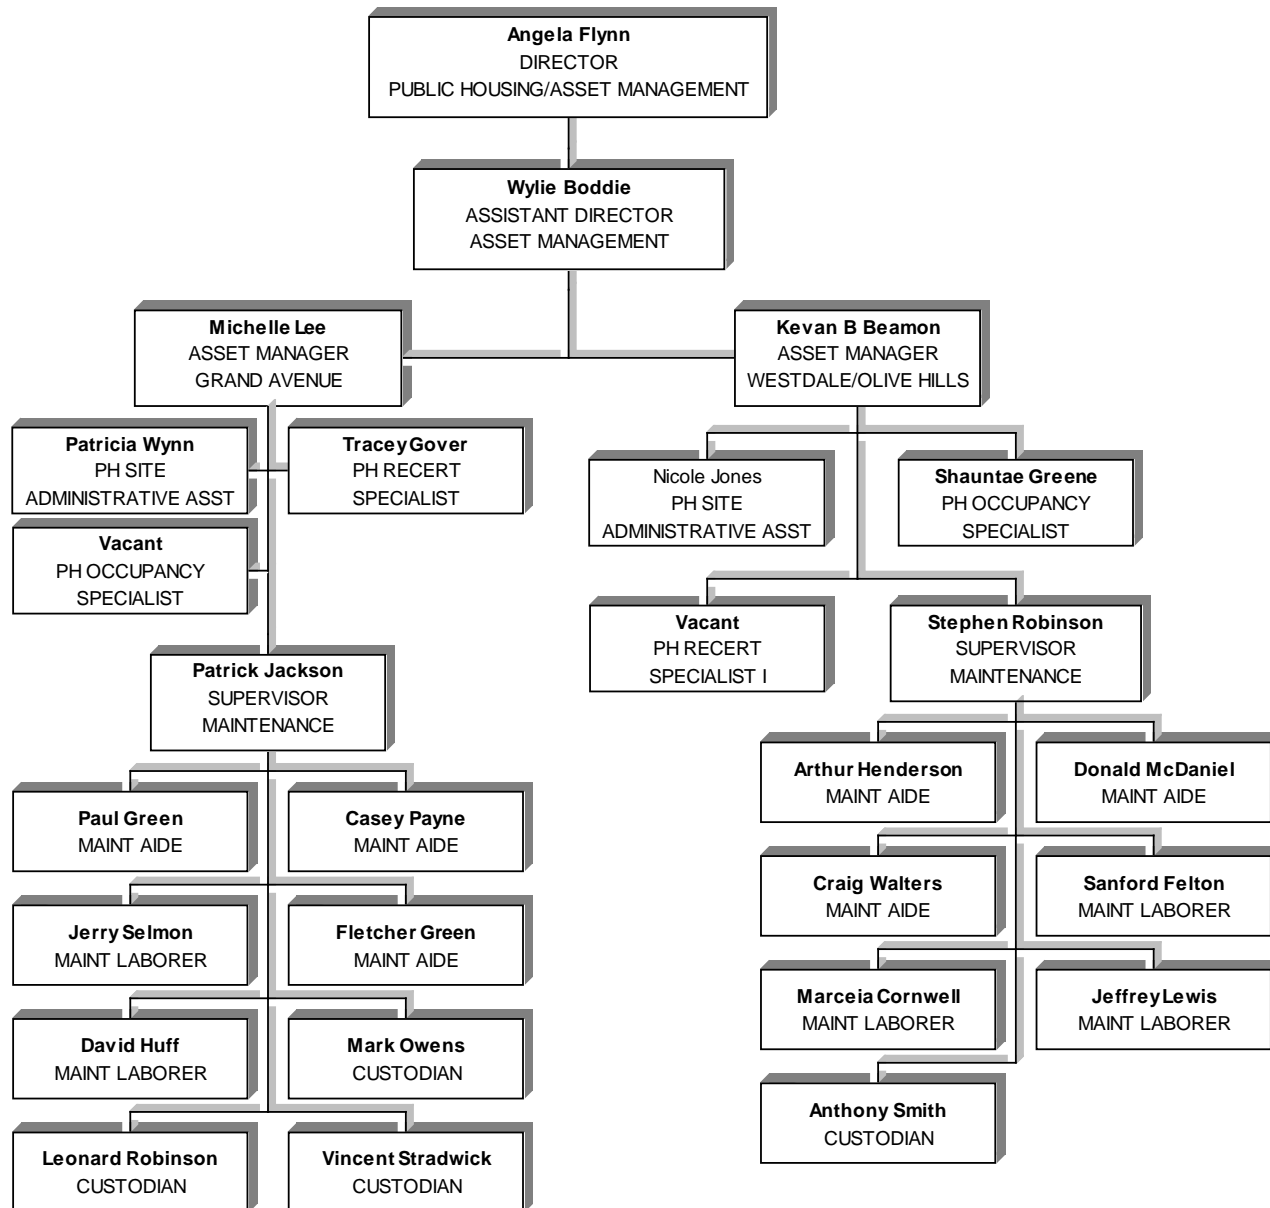 Angela Flynn
DIRECTOR
PUBLIC HOUSING/ASSET MANAGEMENT
Wylie Boddie
ASSISTANT DIRECTOR
ASSET MANAGEMENT
Michelle Lee
ASSET MANAGER
GRAND AVENUE
Kevan B Beamon
ASSET MANAGER
WESTDALE/OLIVE HILLS
Patricia Wynn
PH SITE
ADMINISTRATIVE ASST
Tracey Gover
PH RECERT
SPECIALIST
Vacant
PH OCCUPANCY
SPECIALIST
Patrick Jackson
SUPERVISOR
MAINTENANCE
Paul Green
MAINT AIDE
Casey Payne
MAINT AIDE
Jerry Selmon
MAINT LABORER
Fletcher Green
MAINT AIDE
David Huff
MAINT LABORER
Mark Owens
CUSTODIAN
Leonard Robinson
CUSTODIAN
Vincent Stradwick
CUSTODIAN
Nicole Jones
PH SITE
ADMINISTRATIVE ASST
Shauntae Greene
PH OCCUPANCY
SPECIALIST
Vacant
PH RECERT
SPECIALIST I
Stephen Robinson
SUPERVISOR
MAINTENANCE
Arthur Henderson
MAINT AIDE
Donald McDaniel
MAINT AIDE
Craig Walters
MAINT AIDE
Sanford Felton
MAINT LABORER
Marceia Cornwell
MAINT LABORER
Jeffrey Lewis
MAINT LABORER
Anthony Smith
CUSTODIAN